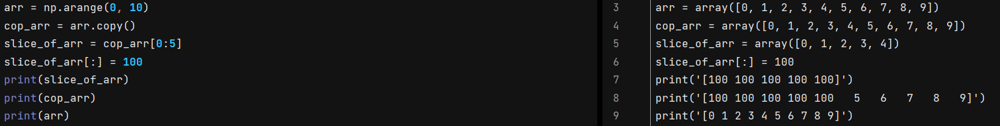 arr = np.arange(0, 10)
cop_arr = arr.copy()
slice_of_arr = cop_arr[0:5]
slice_of_arr[:] = 100
print(slice_of_arr)
print(cop_arr)
print(arr)
3 arr = array([0, 1, 2, 3, 4, 5, 6, 7, 8, 9])
4 cop_arr = array([0, 1, 2, 3, 4, 5, 6, 7, 8, 9])
5 slice_of_arr = array([0, 1, 2, 3, 4])
6 slice_of_arr[:] = 100
7 print('[100 100 100 100 100]')
8 print('[100 100 100 100 100   5   6   7   8   9]')
9 print('[0 1 2 3 4 5 6 7 8 9]')